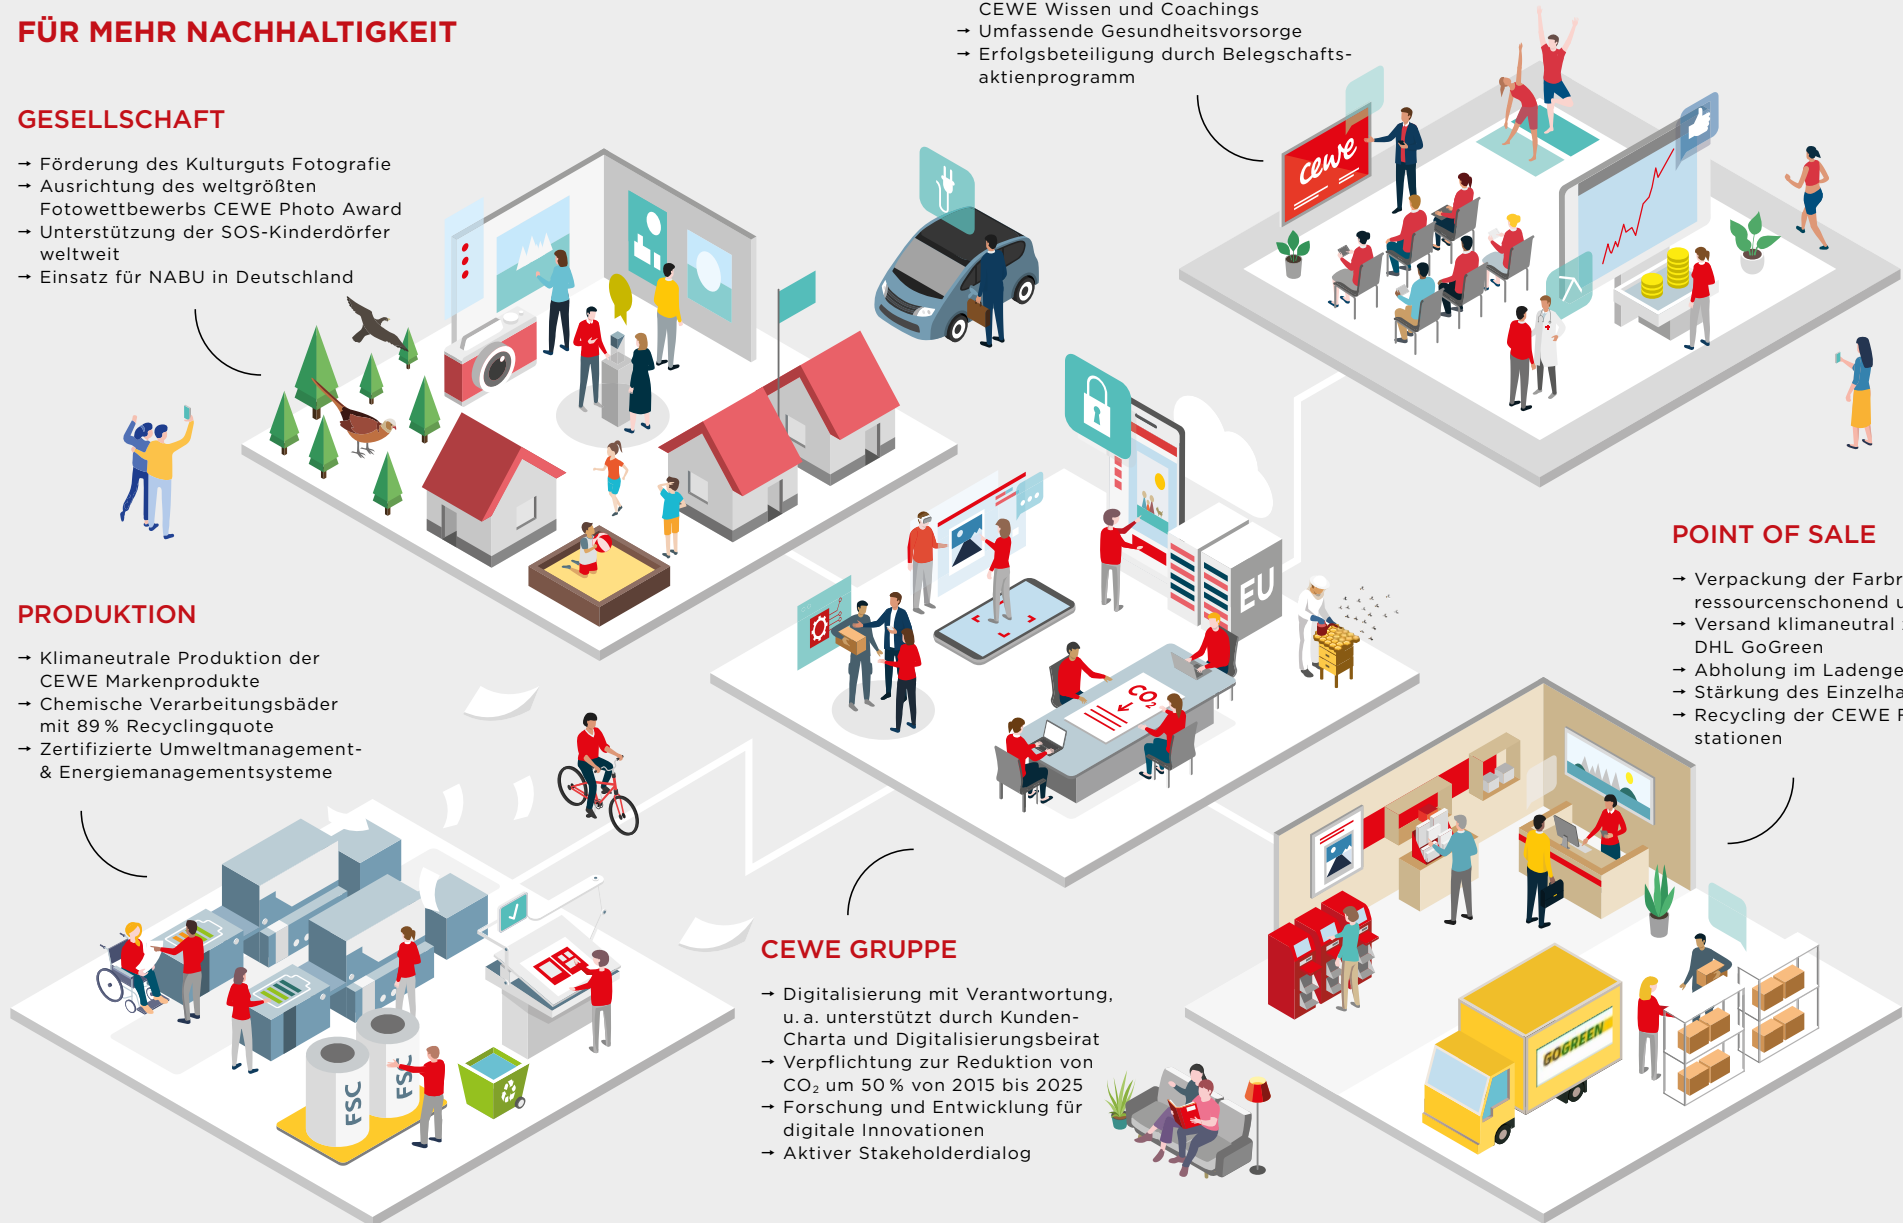 FÜR MEHR NACHHALTIGKEIT
CEWE Wissen und Coachings
→ Umfassende Gesundheitsvorsorge
→ Erfolgsbeteiligung durch Belegschafts-
aktienprogramm
GESELLSCHAFT
→ Förderung des Kulturguts Fotografie
→ Ausrichtung des weltgrößten
Fotowettbewerbs CEWE Photo Award
→ Unterstützung der SOS-Kinderdörfer
weltweit
→ Einsatz für NABU in Deutschland
cewe
EU
CO₂
POINT OF SALE
→ Verpackung der Farbr
ressourcenschonend u
→ Versand klimaneutral
DHL GoGreen
→ Abholung im Ladenge
→ Stärkung des Einzelha
→ Recycling der CEWE F
stationen
PRODUKTION
→ Klimaneutrale Produktion der
CEWE Markenprodukte
→ Chemische Verarbeitungsbäder
mit 89 % Recyclingquote
→ Zertifizierte Umweltmanagement-
& Energiemanagementsysteme
FSC
FSC
CEWE GRUPPE
→ Digitalisierung mit Verantwortung,
u. a. unterstützt durch Kunden-
Charta und Digitalisierungsbeirat
→ Verpflichtung zur Reduktion von
CO₂ um 50 % von 2015 bis 2025
→ Forschung und Entwicklung für
digitale Innovationen
→ Aktiver Stakeholderdialog
GOGREEN